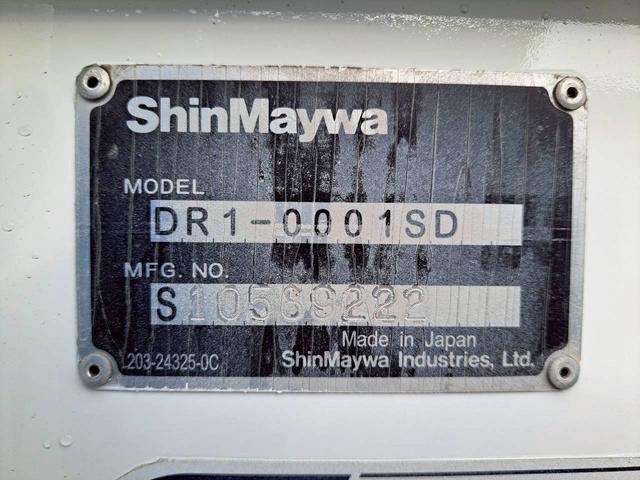 ShinMaywa
MODEL
DR1-0001SD
MFG. NO.
S10569222
Made in Japan
203-24325-0C
ShinMaywa Industries, Ltd.